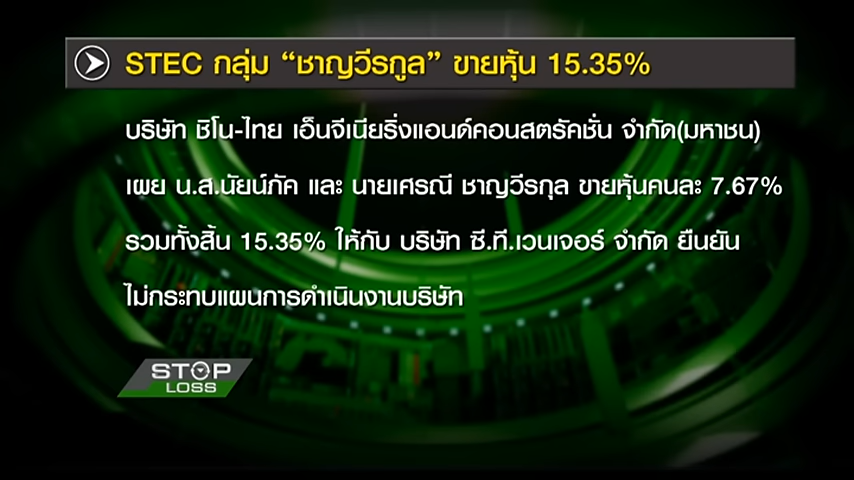 STEC กลุ่ม “ชาญวีรกูล” ขายหุ้น 15.35%
บริษัท ชิโน-ไทย เอ็นจีเนียริ่งแอนด์คอนสตรัคชั่น จำกัด(มหาชน)
เผย น.ส.นัยน์ภัค และ นายเศรณี ชาญวีรกุล ขายหุ้นคนละ 7.67%
รวมทั้งสิ้น 15.35% ให้กับ บริษัท ซี.ที.เวนเจอร์ จำกัด ยืนยัน
ไม่กระทบแผนการดำเนินงานบริษัท
STOP
LOSS